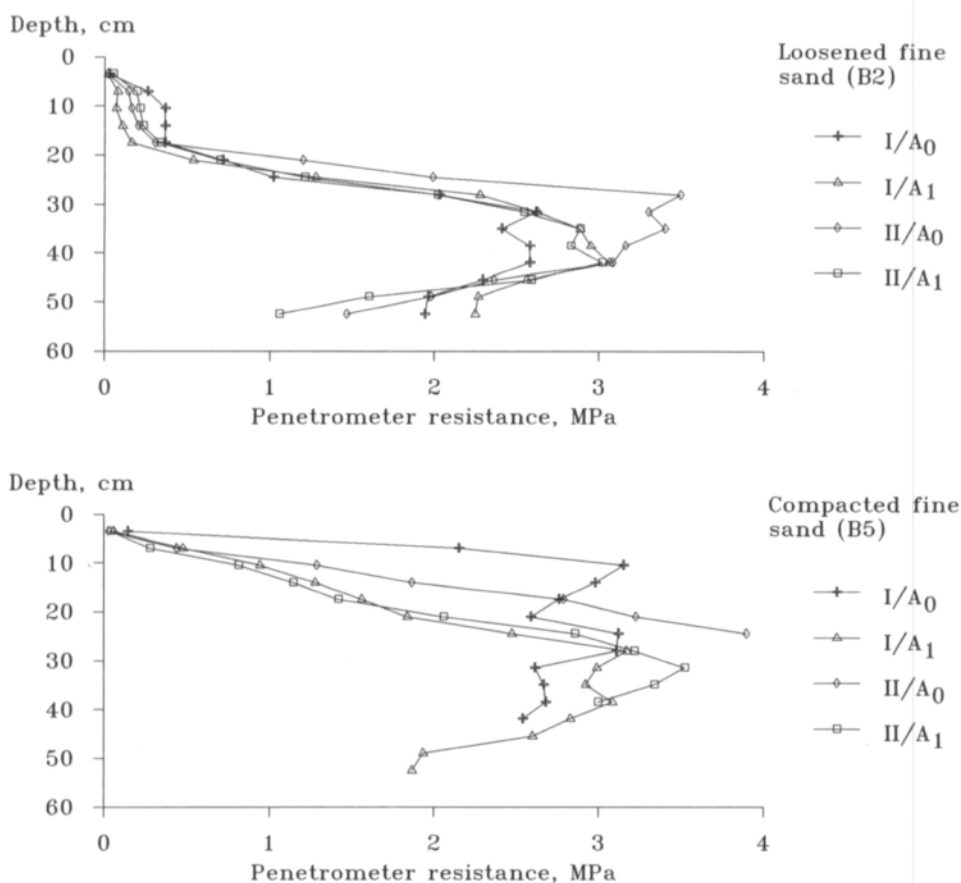 Depth, cm
Loosened fine
sand (B2)
0
10
20
30
40
50
60
I/A0
I/A1
II/A0
II/A1
0 1 2 3 4
Penetrometer resistance, MPa
Depth, cm
Compacted fine
sand (B5)
0
10
20
30
40
50
60
I/A0
I/A1
II/A0
II/A1
0 1 2 3 4
Penetrometer resistance, MPa